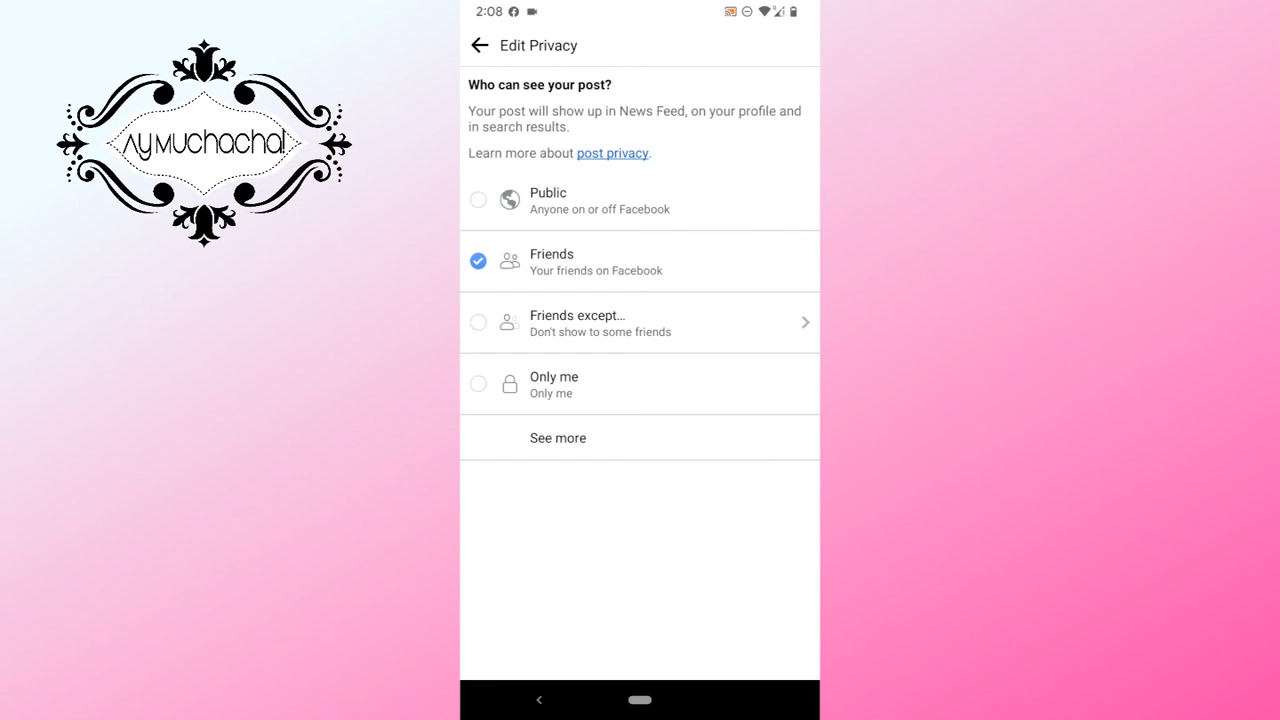 AY MUCHACHA!
2:08
Edit Privacy
Who can see your post?
Your post will show up in News Feed, on your profile and
in search results.
Learn more about post privacy.
Public
Anyone on or off Facebook
Friends
Your friends on Facebook
Friends except...
Don't show to some friends
Only me
Only me
See more